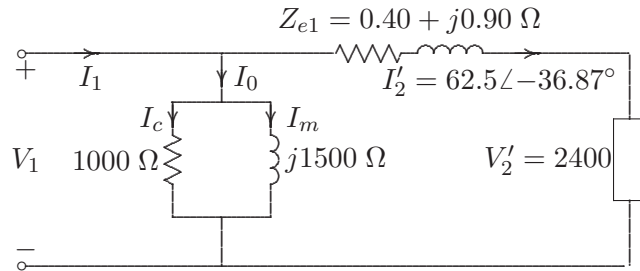 Z_{e1} = 0.40 + j0.90 Ω
+
I_1
I_0
I'_2 = 62.5∠−36.87°
I_c
I_m
V_1
1000 Ω
j1500 Ω
V'_2 = 2400
−